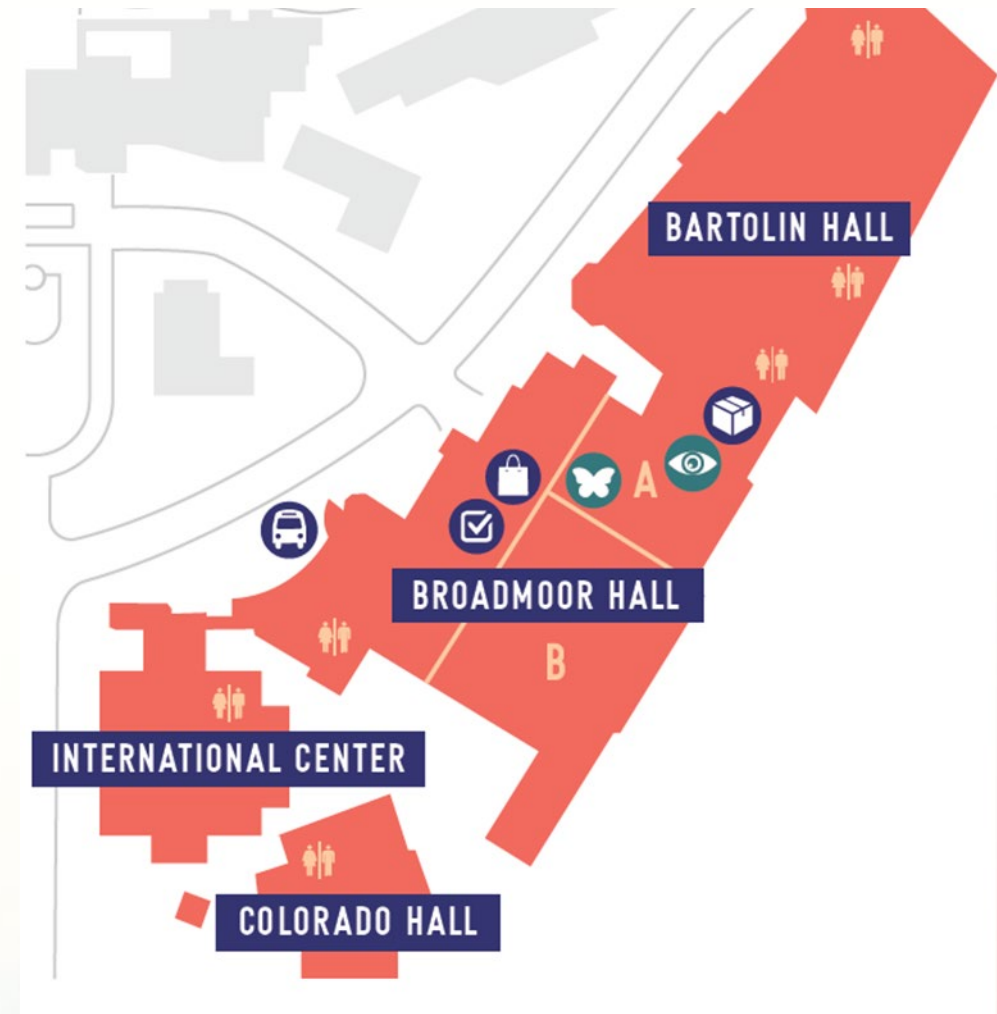 BARTOLIN HALL
A
BROADMOOR HALL
B
INTERNATIONAL CENTER
COLORADO HALL